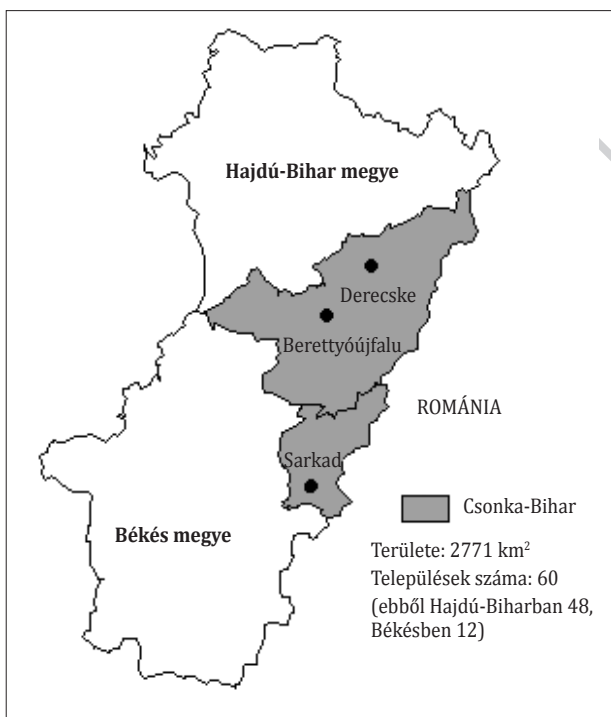 Hajdú-Bihar megye
Derecske
Berettyóújfalu
ROMÁNIA
Sarkad
Csonka-Bihar
Békés megye
Területe: 2771 km²
Települések száma: 60
(ebből Hajdú-Biharban 48,
Békésben 12)